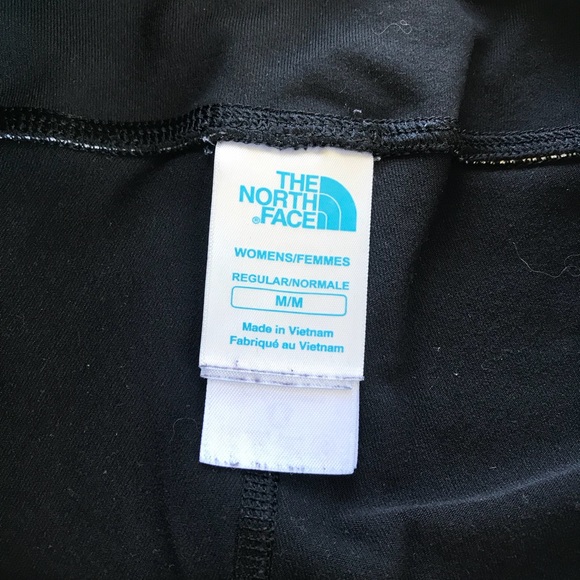 THE
NORTH
®FACE
WOMENS/FEMMES
REGULAR/NORMALE
M/M
Made in Vietnam
Fabriqué au Vietnam